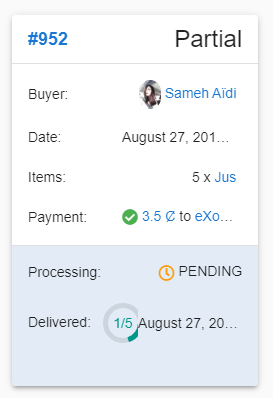 #952 Partial
Buyer: Sameh Aïdi
Date: August 27, 201…
Items: 5 x Jus
Payment: 3.5 ₡ to eXo…
Processing: PENDING
Delivered: 1/5 August 27, 20…